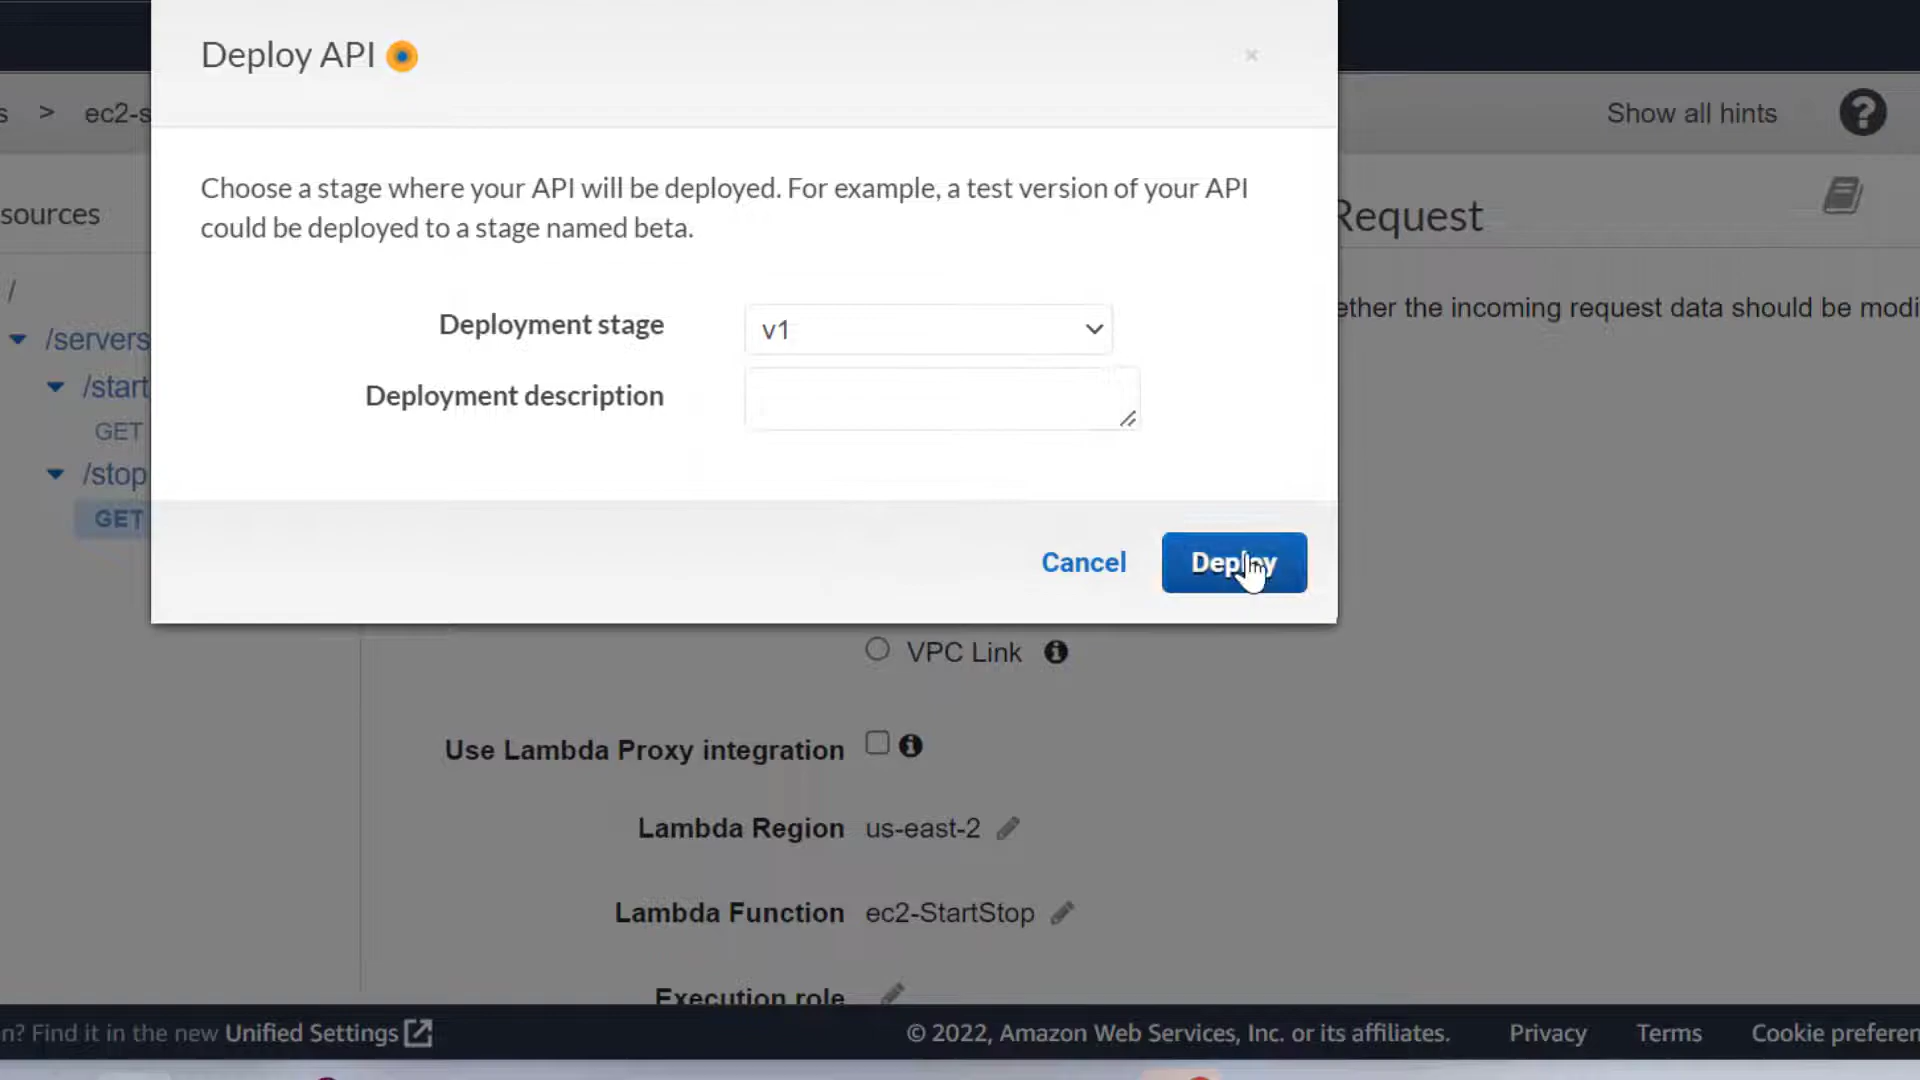 Deploy API
×
s > ec2-s
Show all hints
?
sources
Request
Choose a stage where your API will be deployed. For example, a test version of your API
could be deployed to a stage named beta.
/
ether the incoming request data should be modi
Deployment stage v1
/servers
/start
Deployment description
GET
/stop
GET
Cancel
Deploy
VPC Link
Use Lambda Proxy integration
Lambda Region us-east-2
Lambda Function ec2-StartStop
Execution role
n? Find it in the new Unified Settings
© 2022, Amazon Web Services, Inc. or its affiliates. Privacy Terms Cookie preferen